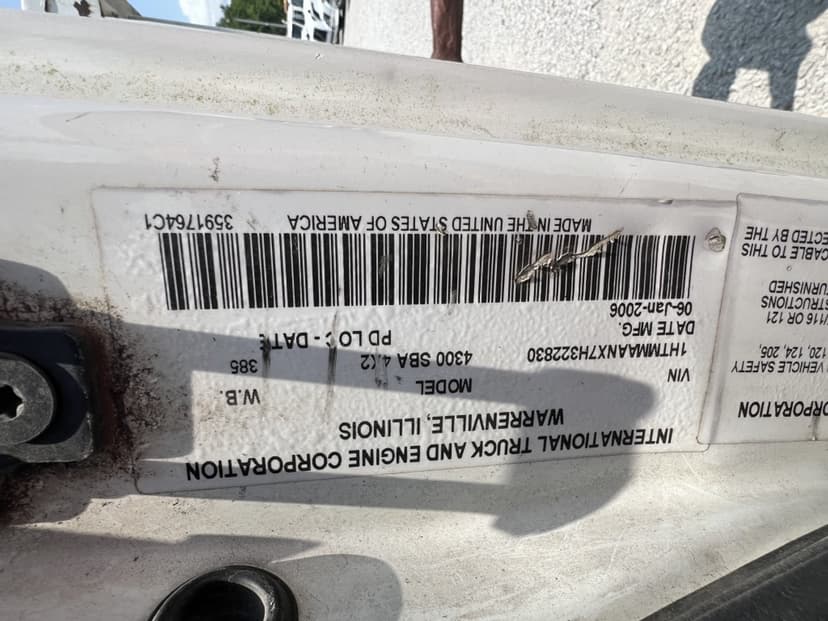 INTERNATIONAL TRUCK AND ENGINE CORPORATION
WARRENVILLE, ILLINOIS
VIN MODEL W.B.
1HTMMAANX7H322830 4300 SBA 4X2 385
DATE MFG. PD LOC - DATE
06-Jan-2006
MADE IN THE UNITED STATES OF AMERICA 3591764C1
ORPORATION
VEHICLE SAFETY
120, 124, 205,
/116 OR 121
STRUCTIONS
URNISHED
CABLE TO THIS
ECTED BY THE